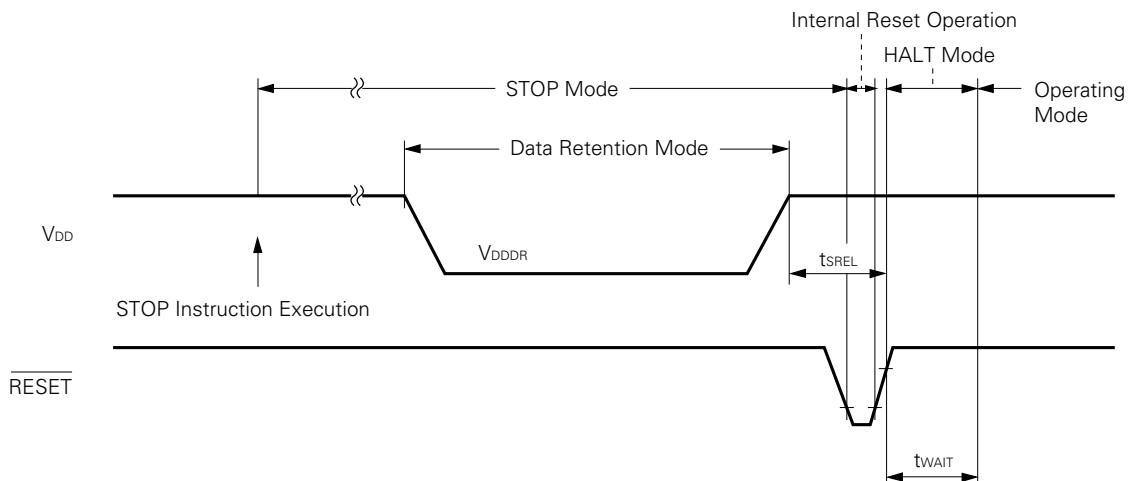 Internal Reset Operation
HALT Mode
STOP Mode
Operating
Mode
Data Retention Mode
VDD
VDDDR
tSREL
STOP Instruction Execution
RESET
tWAIT